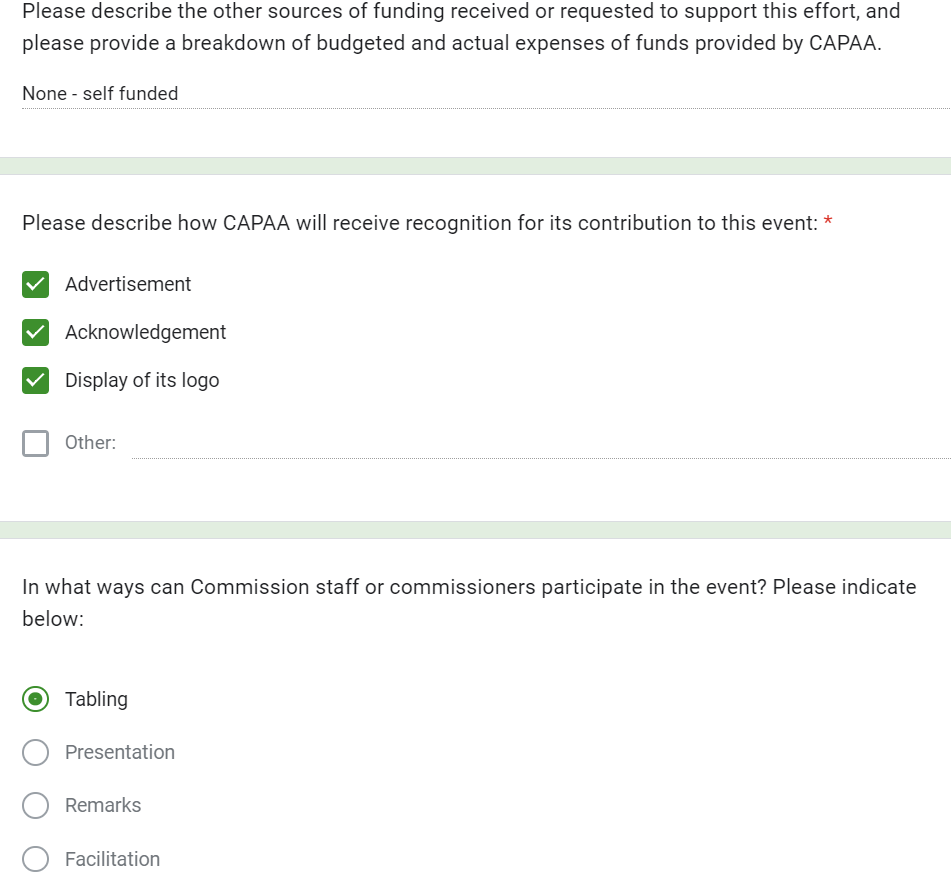 Please describe the other sources of funding received or requested to support this effort, and
please provide a breakdown of budgeted and actual expenses of funds provided by CAPAA.
None - self funded
Please describe how CAPAA will receive recognition for its contribution to this event: *
Advertisement
Acknowledgement
Display of its logo
Other:
In what ways can Commission staff or commissioners participate in the event? Please indicate
below:
Tabling
Presentation
Remarks
Facilitation